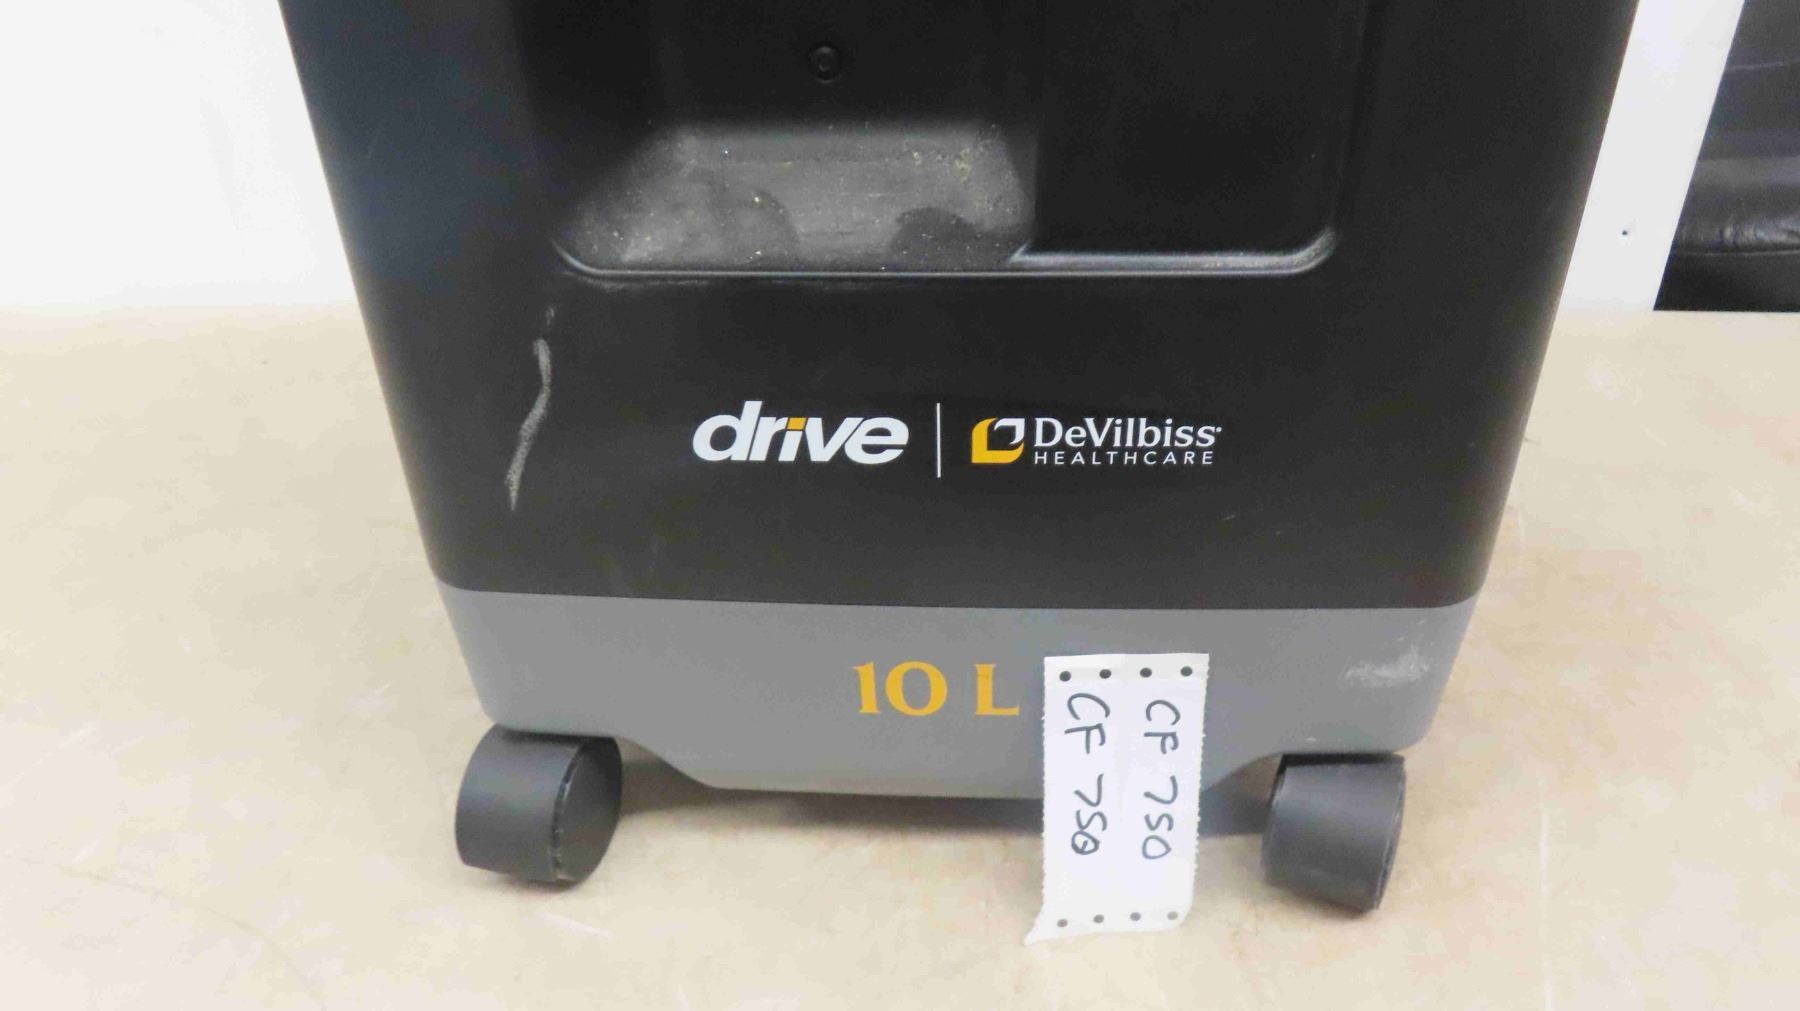 drive
DeVilbiss
HEALTHCARE
10 L
CF 750
CF 750